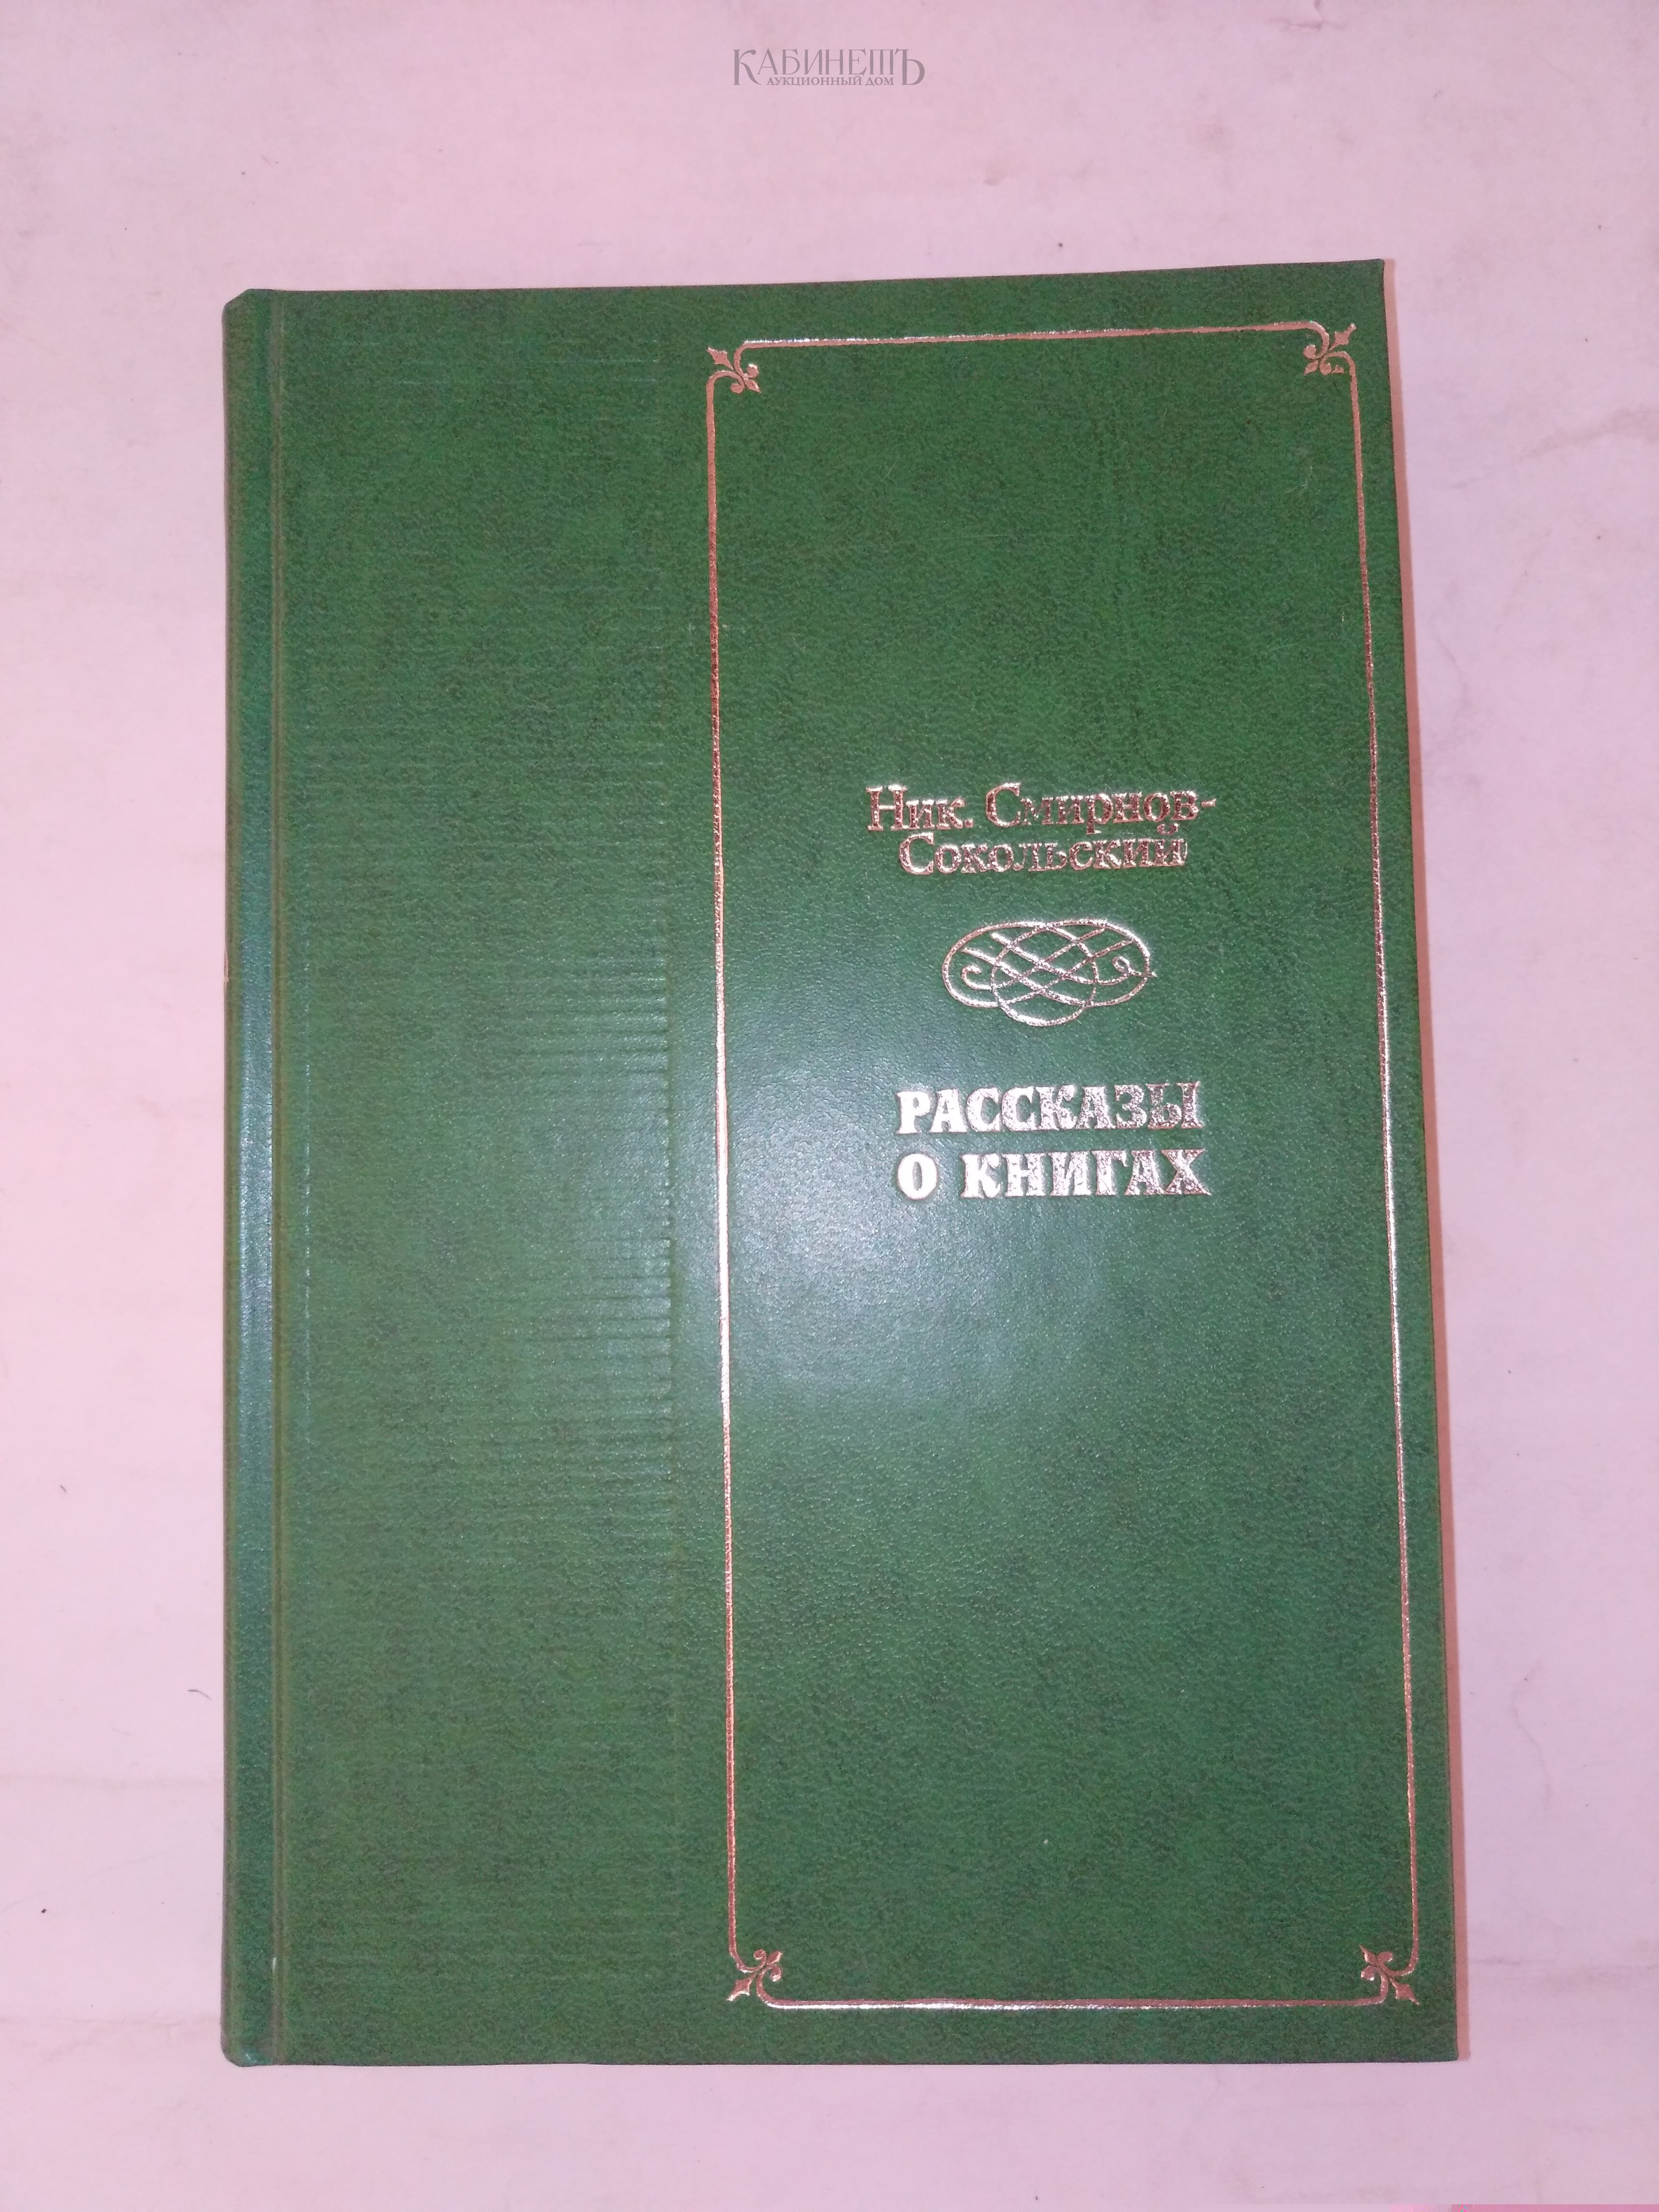 КАБИНЕТЪ
АУКЦИОННЫЙ ДОМ
Ник. Смирнов-
Сокольский
РАССКАЗЫ
О КНИГАХ